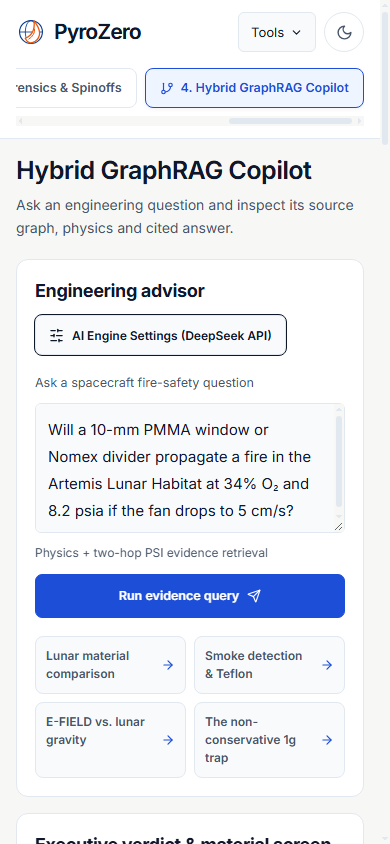 PyroZero
Tools
rensics & Spinoffs
4. Hybrid GraphRAG Copilot
Hybrid GraphRAG Copilot
Ask an engineering question and inspect its source
graph, physics and cited answer.
Engineering advisor
AI Engine Settings (DeepSeek API)
Ask a spacecraft fire-safety question
Will a 10-mm PMMA window or
Nomex divider propagate a fire in the
Artemis Lunar Habitat at 34% O₂ and
8.2 psia if the fan drops to 5 cm/s?
Physics + two-hop PSI evidence retrieval
Run evidence query
Lunar material
comparison
Smoke detection
& Teflon
E-FIELD vs. lunar
gravity
The non-
conservative 1g
trap
Executive verdict & material screen